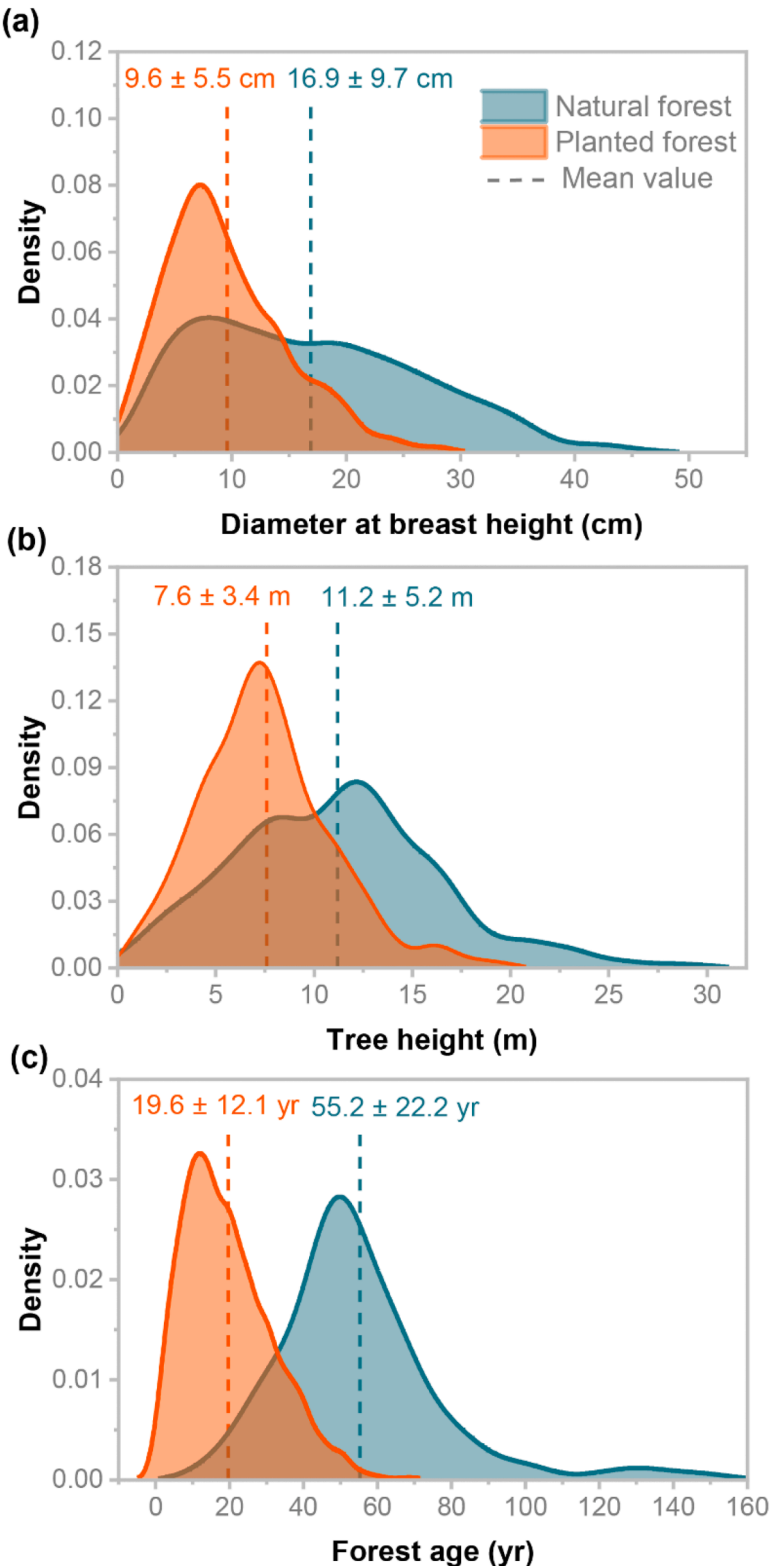 (a)
0.12
9.6 ± 5.5 cm 16.9 ± 9.7 cm
Natural forest
0.10
Planted forest
Mean value
0.08
Density
0.06
0.04
0.02
0.00
0 10 20 30 40 50
Diameter at breast height (cm)
(b)
0.18
7.6 ± 3.4 m 11.2 ± 5.2 m
0.15
0.12
Density
0.09
0.06
0.03
0.00
0 5 10 15 20 25 30
Tree height (m)
(c)
0.04
19.6 ± 12.1 yr 55.2 ± 22.2 yr
0.03
Density
0.02
0.01
0.00
0 20 40 60 80 100 120 140 160
Forest age (yr)